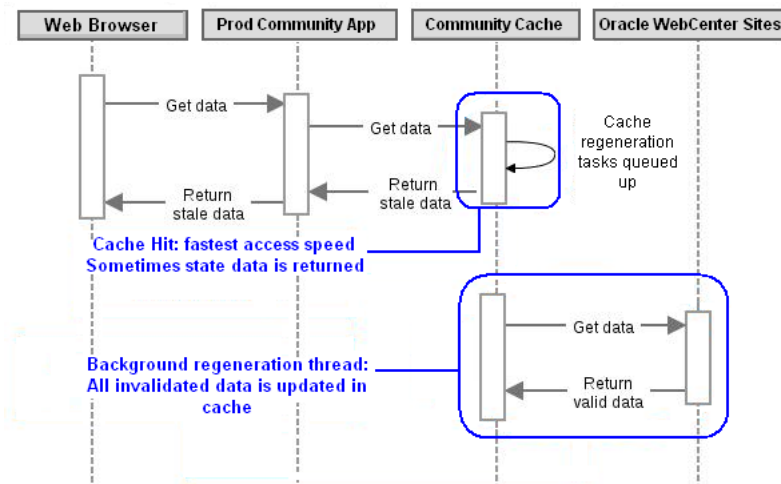 Web Browser
Prod Community App
Community Cache
Oracle WebCenter Sites
Get data
Get data
Cache
regeneration
tasks queued
up
Return
stale data
Return
stale data
Cache Hit: fastest access speed
Sometimes state data is returned
Get data
Background regeneration thread:
All invalidated data is updated in
cache
Return
valid data